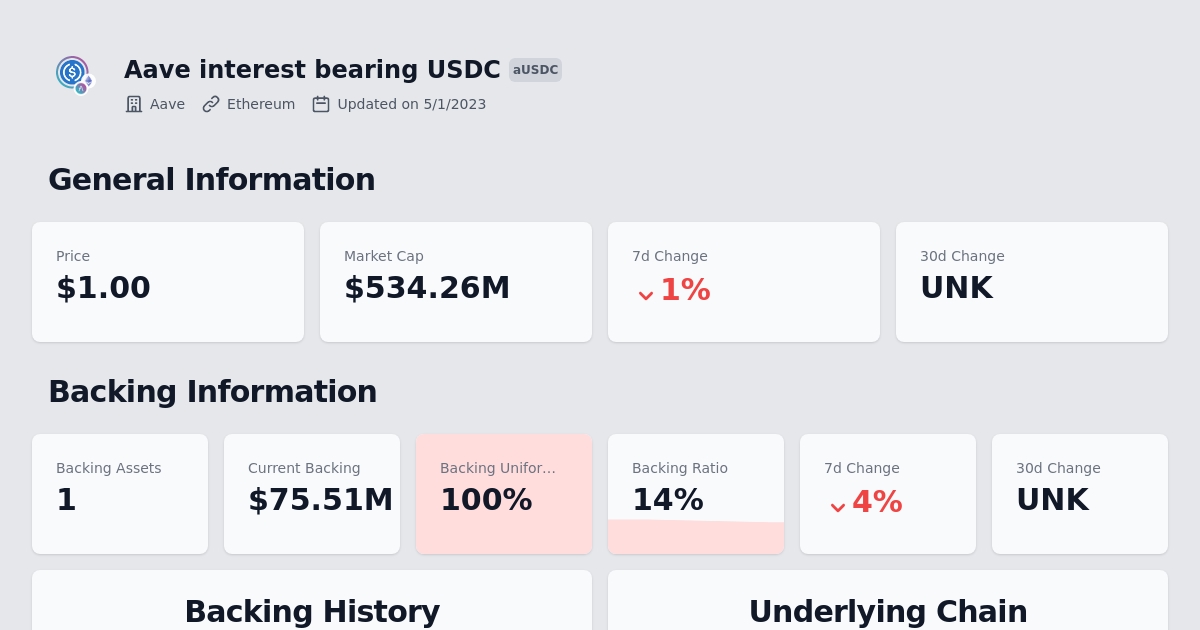 Aave interest bearing USDC aUSDC
Aave Ethereum Updated on 5/1/2023
General Information
Price Market Cap 7d Change 30d Change
$1.00 $534.26M 1% UNK
Backing Information
Backing Assets Current Backing Backing Unifor... Backing Ratio 7d Change 30d Change
1 $75.51M 100% 14% 4% UNK
Backing History Underlying Chain